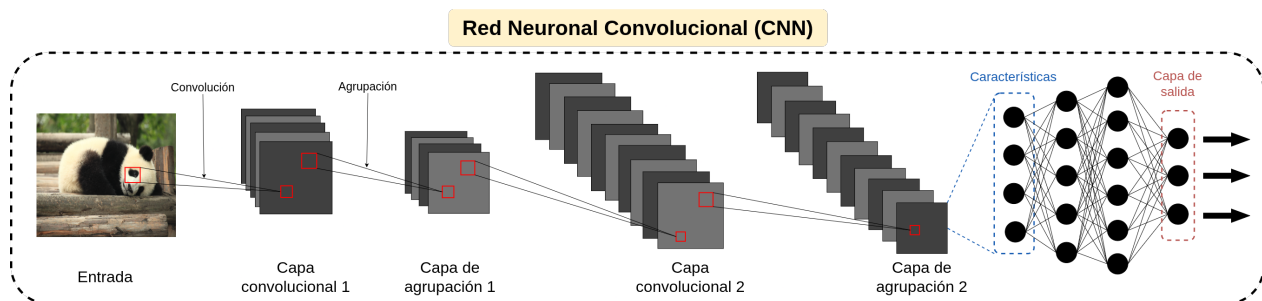 Red Neuronal Convolucional (CNN)
Convolución
Agrupación
Características
Capa de
salida
Entrada
Capa
convolucional 1
Capa de
agrupación 1
Capa
convolucional 2
Capa de
agrupación 2